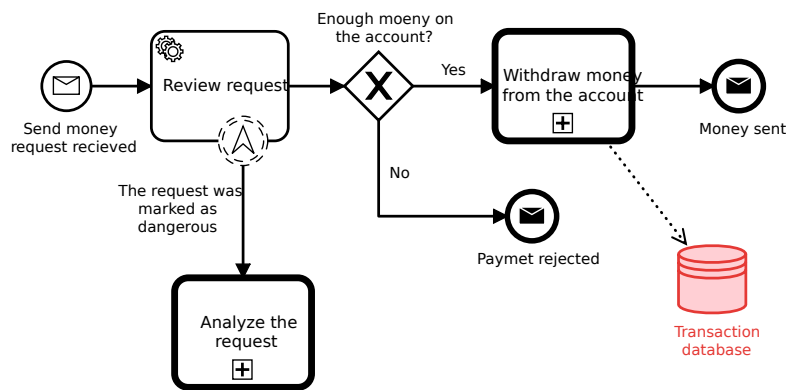 Enough moeny on
the account?
Review request
Yes
Withdraw money
from the account
Send money
request recieved
Money sent
The request was
marked as
dangerous
No
Paymet rejected
Analyze the
request
Transaction
database